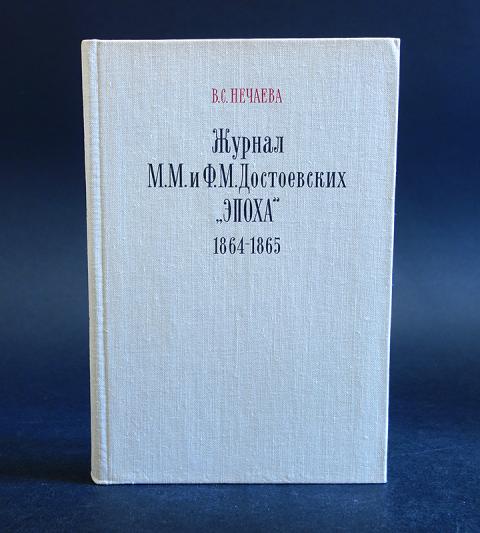 В.С.НЕЧАЕВА
Журнал
М.М. и Ф.М.Достоевских
„ЭПОХА“
1864-1865